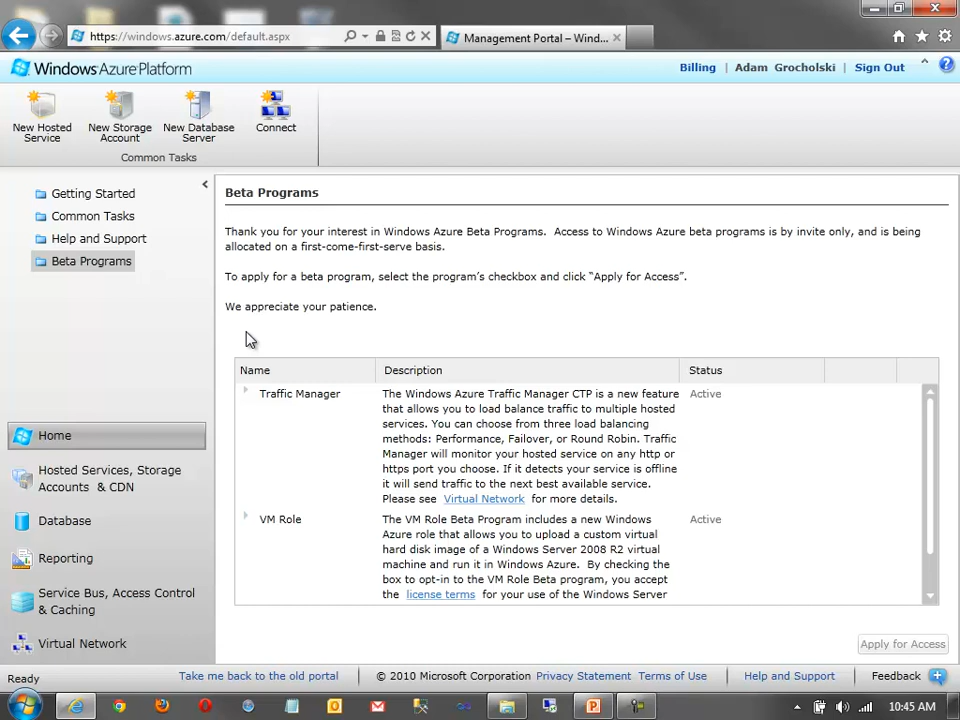 https://windows.azure.com/default.aspx
Management Portal – Wind...
Windows Azure Platform
Billing | Adam Grocholski | Sign Out
New Hosted Service
New Storage Account
New Database Server
Connect
Common Tasks
Getting Started
Common Tasks
Help and Support
Beta Programs
Home
Hosted Services, Storage
Accounts & CDN
Database
Reporting
Service Bus, Access Control
& Caching
Virtual Network
Beta Programs
Thank you for your interest in Windows Azure Beta Programs. Access to Windows Azure beta programs is by invite only, and is being
allocated on a first-come-first-serve basis.
To apply for a beta program, select the program's checkbox and click “Apply for Access”.
We appreciate your patience.
Name Description Status
Traffic Manager
The Windows Azure Traffic Manager CTP is a new feature
that allows you to load balance traffic to multiple hosted
services. You can choose from three load balancing
methods: Performance, Failover, or Round Robin. Traffic
Manager will monitor your hosted service on any http or
https port you choose. If it detects your service is offline
it will send traffic to the next best available service.
Please see Virtual Network for more details.
Active
VM Role
The VM Role Beta Program includes a new Windows
Azure role that allows you to upload a custom virtual
hard disk image of a Windows Server 2008 R2 virtual
machine and run it in Windows Azure. By checking the
box to opt-in to the VM Role Beta program, you accept
the license terms for your use of the Windows Server
Active
Apply for Access
Ready
Take me back to the old portal | © 2010 Microsoft Corporation Privacy Statement Terms of Use | Help and Support | Feedback
10:45 AM